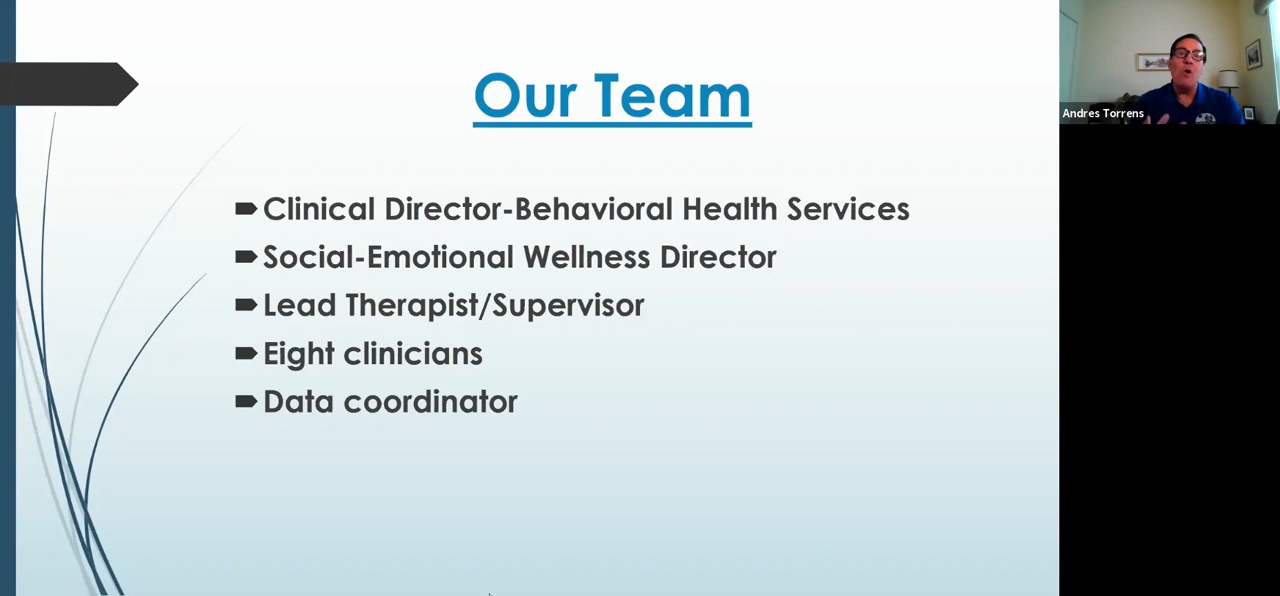 Our Team
Clinical Director-Behavioral Health Services
Social-Emotional Wellness Director
Lead Therapist/Supervisor
Eight clinicians
Data coordinator
Andres Torrens